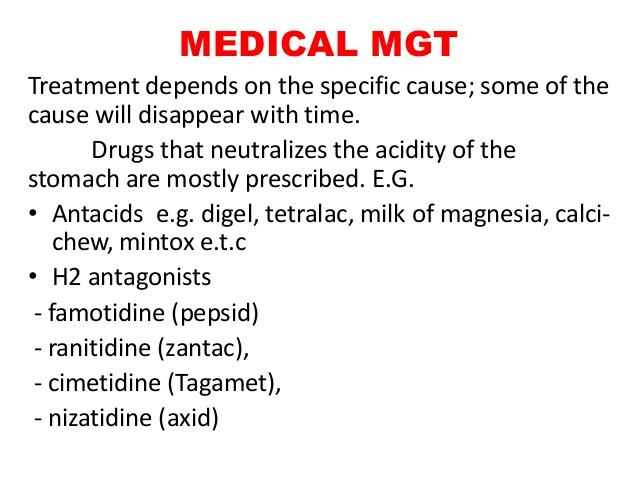 MEDICAL MGT
Treatment depends on the specific cause; some of the
cause will disappear with time.
Drugs that neutralizes the acidity of the
stomach are mostly prescribed. E.G.
• Antacids e.g. digel, tetralac, milk of magnesia, calci-
chew, mintox e.t.c
• H2 antagonists
- famotidine (pepsid)
- ranitidine (zantac),
- cimetidine (Tagamet),
- nizatidine (axid)